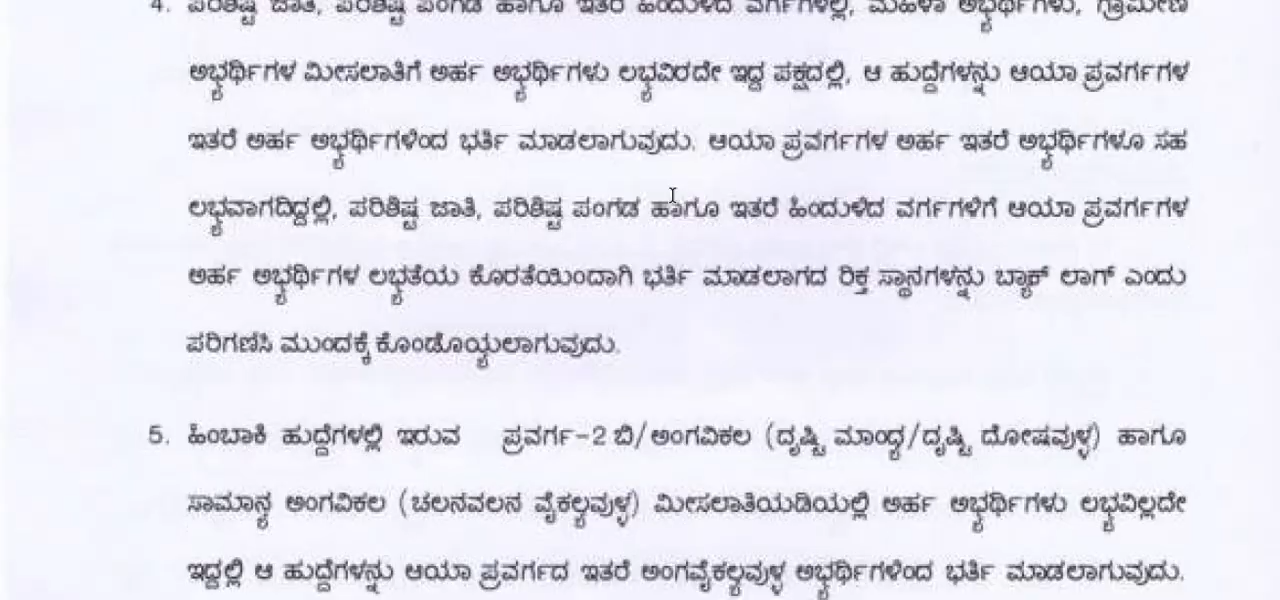 4. ಪರಿಶಿಷ್ಟ ಜಾತಿ, ಪರಿಶಿಷ್ಟ ಪಂಗಡ ಹಾಗೂ ಇತರೆ ಹಿಂದುಳಿದ ವರ್ಗಗಳಲ್ಲಿ, ಮಹಿಳಾ ಅಭ್ಯರ್ಥಿಗಳು, ಗ್ರಾಮೀಣ
ಅಭ್ಯರ್ಥಿಗಳ ಮೀಸಲಾತಿಗೆ ಅರ್ಹ ಅಭ್ಯರ್ಥಿಗಳು ಲಭ್ಯವಿರದೇ ಇದ್ದ ಪಕ್ಷದಲ್ಲಿ, ಆ ಹುದ್ದೆಗಳನ್ನು ಆಯಾ ಪ್ರವರ್ಗಗಳ
ಇತರೆ ಅರ್ಹ ಅಭ್ಯರ್ಥಿಗಳಿಂದ ಭರ್ತಿ ಮಾಡಲಾಗುವುದು. ಆಯಾ ಪ್ರವರ್ಗಗಳ ಅರ್ಹ ಇತರೆ ಅಭ್ಯರ್ಥಿಗಳೂ ಸಹ
ಲಭ್ಯವಾಗದಿದ್ದಲ್ಲಿ, ಪರಿಶಿಷ್ಟ ಜಾತಿ, ಪರಿಶಿಷ್ಟ ಪಂಗಡ ಹಾಗೂ ಇತರೆ ಹಿಂದುಳಿದ ವರ್ಗಗಳಿಗೆ ಆಯಾ ಪ್ರವರ್ಗಗಳ
ಅರ್ಹ ಅಭ್ಯರ್ಥಿಗಳ ಲಭ್ಯತೆಯ ಕೊರತೆಯಿಂದಾಗಿ ಭರ್ತಿ ಮಾಡಲಾಗದ ರಿಕ್ತ ಸ್ಥಾನಗಳನ್ನು ಬ್ಯಾಕ್ ಲಾಗ್ ಎಂದು
ಪರಿಗಣಿಸಿ ಮುಂದಕ್ಕೆ ಕೊಂಡೊಯ್ಯಲಾಗುವುದು.
5. ಹಿಂಬಾಕಿ ಹುದ್ದೆಗಳಲ್ಲಿ ಇರುವ ಪ್ರವರ್ಗ-2ಬಿ/ಅಂಗವಿಕಲ (ದೃಷ್ಟಿ ಮಾಂಧ್ಯ/ದೃಷ್ಟಿ ದೋಷವುಳ್ಳ) ಹಾಗೂ
ಸಾಮಾನ್ಯ ಅಂಗವಿಕಲ (ಚಲನವಲನ ವೈಕಲ್ಯವುಳ್ಳ) ಮೀಸಲಾತಿಯಡಿಯಲ್ಲಿ ಅರ್ಹ ಅಭ್ಯರ್ಥಿಗಳು ಲಭ್ಯವಿಲ್ಲದೇ
ಇದ್ದಲ್ಲಿ ಆ ಹುದ್ದೆಗಳನ್ನು ಆಯಾ ಪ್ರವರ್ಗದ ಇತರೆ ಅಂಗವೈಕಲ್ಯವುಳ್ಳ ಅಭ್ಯರ್ಥಿಗಳಿಂದ ಭರ್ತಿ ಮಾಡಲಾಗುವುದು.